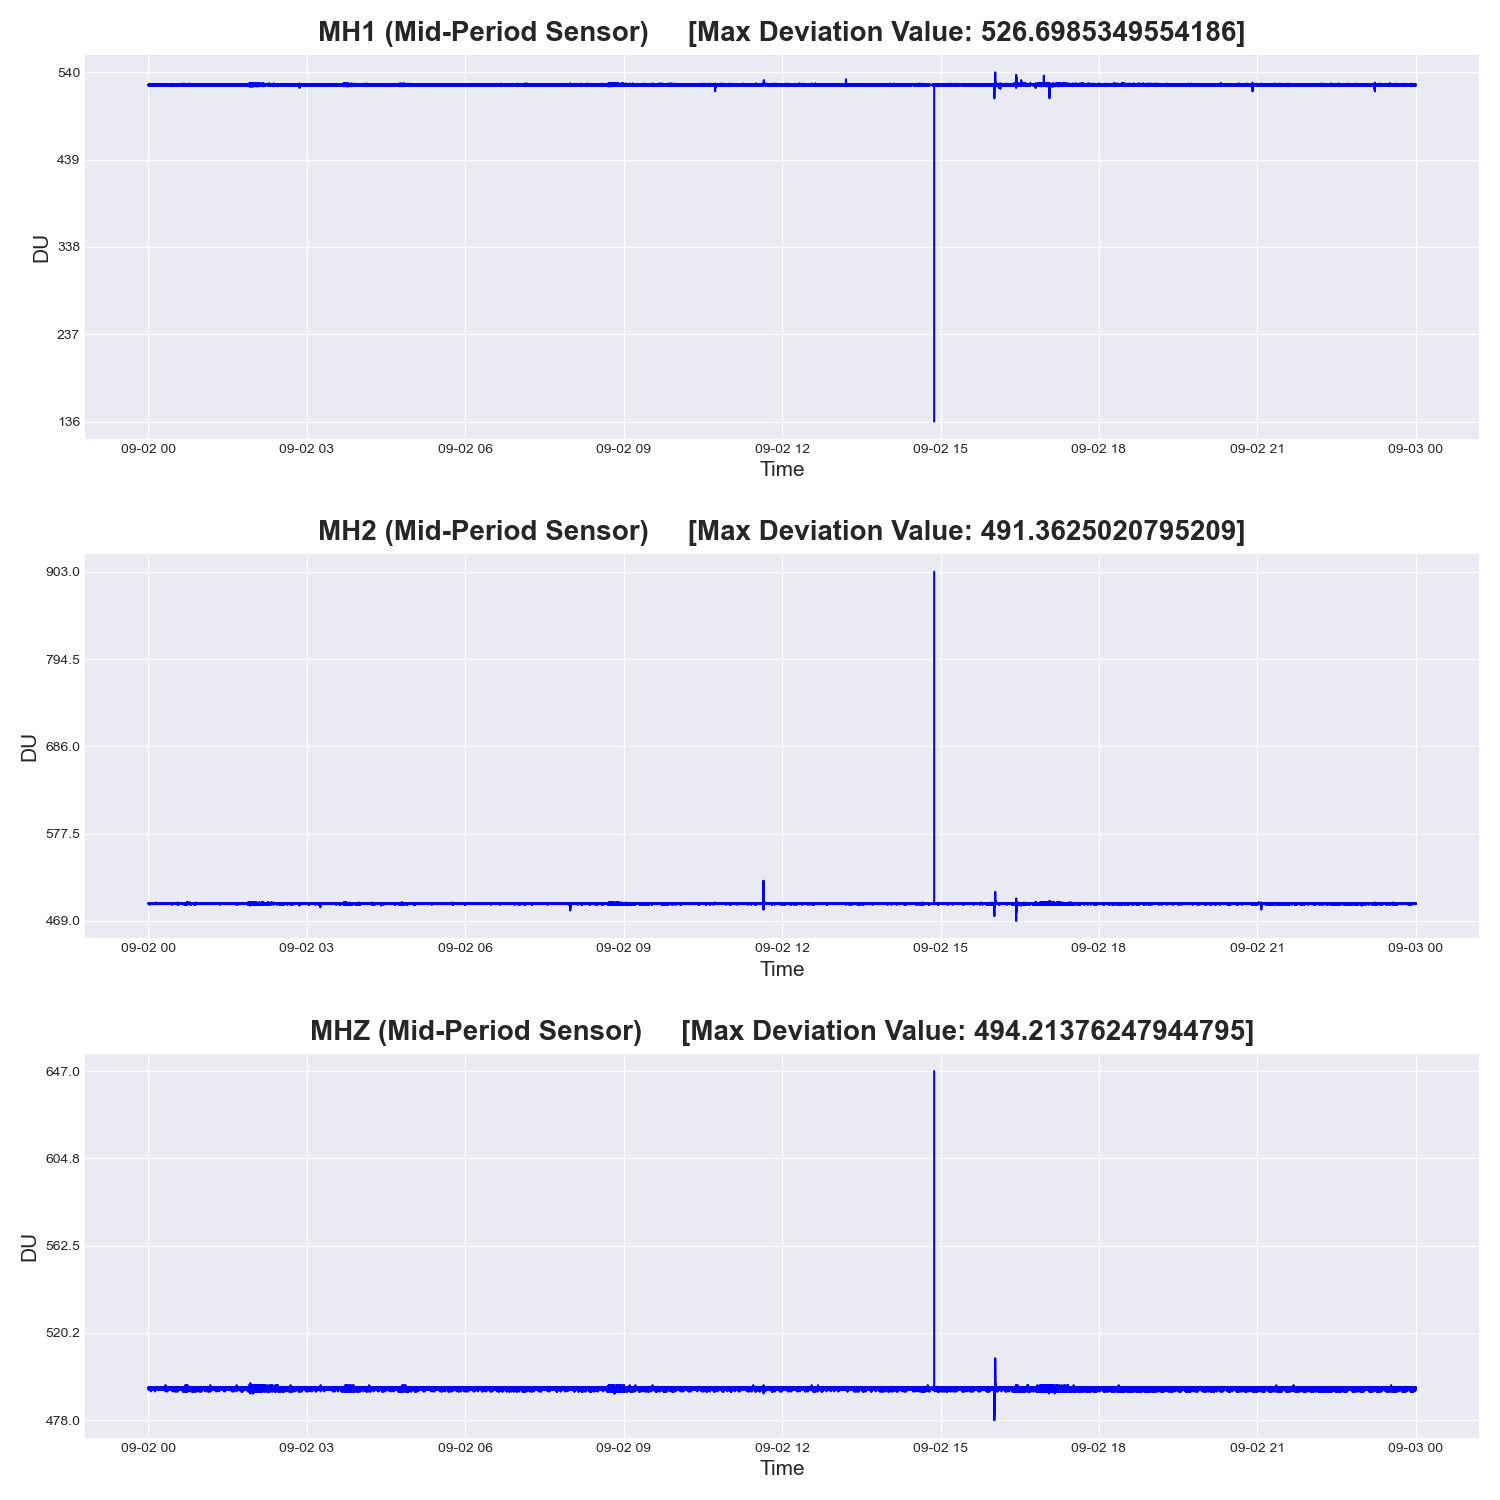 MH1 (Mid-Period Sensor)     [Max Deviation Value: 526.6985349554186]
540
439
338
237
136
DU
09-02 00 09-02 03 09-02 06 09-02 09 09-02 12 09-02 15 09-02 18 09-02 21 09-03 00
Time
MH2 (Mid-Period Sensor)     [Max Deviation Value: 491.3625020795209]
903.0
794.5
686.0
577.5
469.0
DU
09-02 00 09-02 03 09-02 06 09-02 09 09-02 12 09-02 15 09-02 18 09-02 21 09-03 00
Time
MHZ (Mid-Period Sensor)     [Max Deviation Value: 494.21376247944795]
647.0
604.8
562.5
520.2
478.0
DU
09-02 00 09-02 03 09-02 06 09-02 09 09-02 12 09-02 15 09-02 18 09-02 21 09-03 00
Time